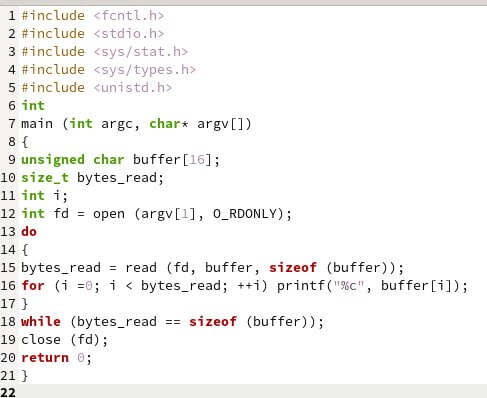 1 #include <fcntl.h>
2 #include <stdio.h>
3 #include <sys/stat.h>
4 #include <sys/types.h>
5 #include <unistd.h>
6 int
7 main (int argc, char* argv[])
8 {
9 unsigned char buffer[16];
10 size_t bytes_read;
11 int i;
12 int fd = open (argv[1], O_RDONLY);
13 do
14 {
15 bytes_read = read (fd, buffer, sizeof (buffer));
16 for (i =0; i < bytes_read; ++i) printf("%c", buffer[i]);
17 }
18 while (bytes_read == sizeof (buffer));
19 close (fd);
20 return 0;
21 }
22